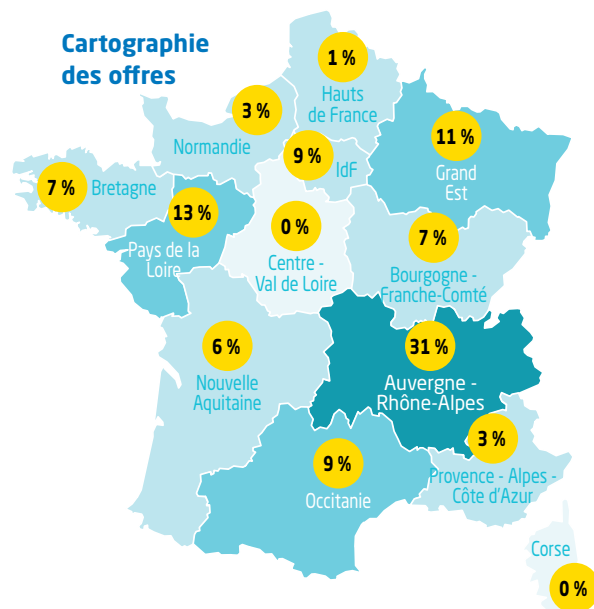 Cartographie
des offres
1 %
Hauts
de France
3 %
Normandie
9 %
IdF
11 %
Grand
Est
7 %
Bretagne
13 %
Pays de la
Loire
0 %
Centre -
Val de Loire
7 %
Bourgogne -
Franche-Comté
6 %
Nouvelle
Aquitaine
31 %
Auvergne -
Rhône-Alpes
9 %
Occitanie
3 %
Provence - Alpes -
Côte d'Azur
Corse
0 %